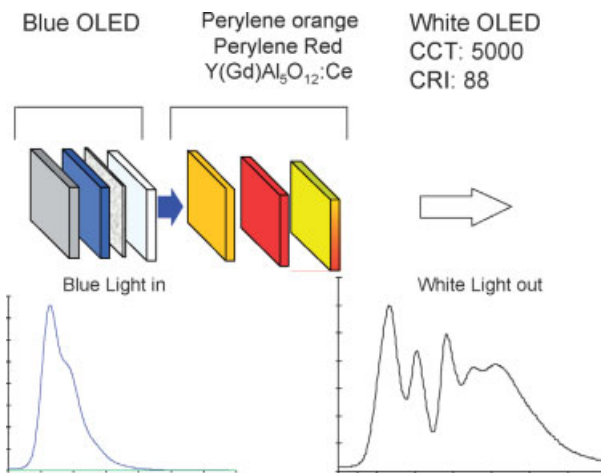 Blue OLED
Perylene orange
Perylene Red
Y(Gd)Al₅O₁₂:Ce
White OLED
CCT: 5000
CRI: 88
Blue Light in
White Light out